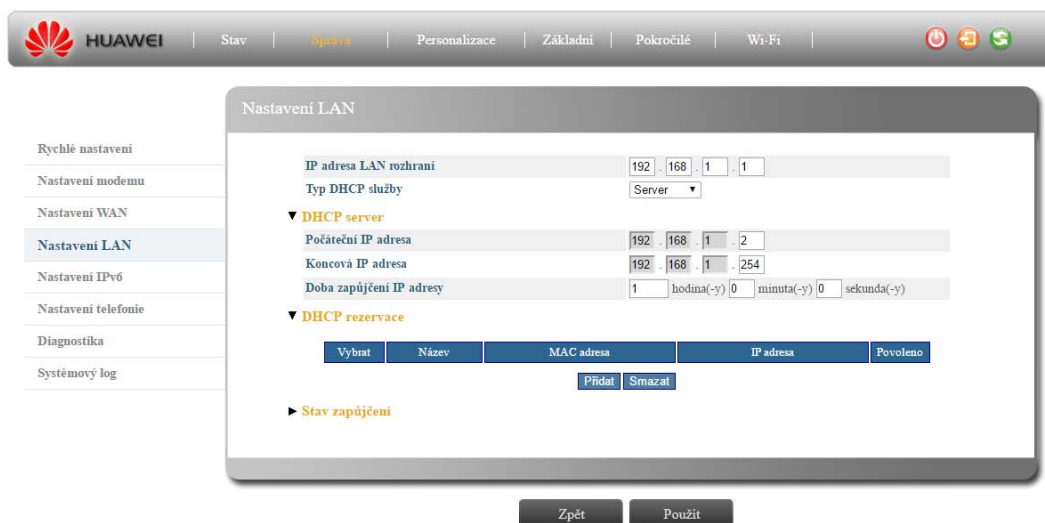 HUAWEI | Stav | Správa | Personalizace | Základní | Pokročilé | Wi-Fi |
Nastavení LAN
Rychlé nastavení
Nastavení modemu
Nastavení WAN
Nastavení LAN
Nastavení IPv6
Nastavení telefonie
Diagnostika
Systémový log
IP adresa LAN rozhraní 192 . 168 . 1 . 1
Typ DHCP služby Server
DHCP server
Počáteční IP adresa 192 . 168 . 1 . 2
Koncová IP adresa 192 . 168 . 1 . 254
Doba zapůjčení IP adresy 1 hodina(-y) 0 minuta(-y) 0 sekunda(-y)
DHCP rezervace
Vybrat Název MAC adresa IP adresa Povoleno
Přidat Smazat
Stav zapůjčení
Zpět Použít